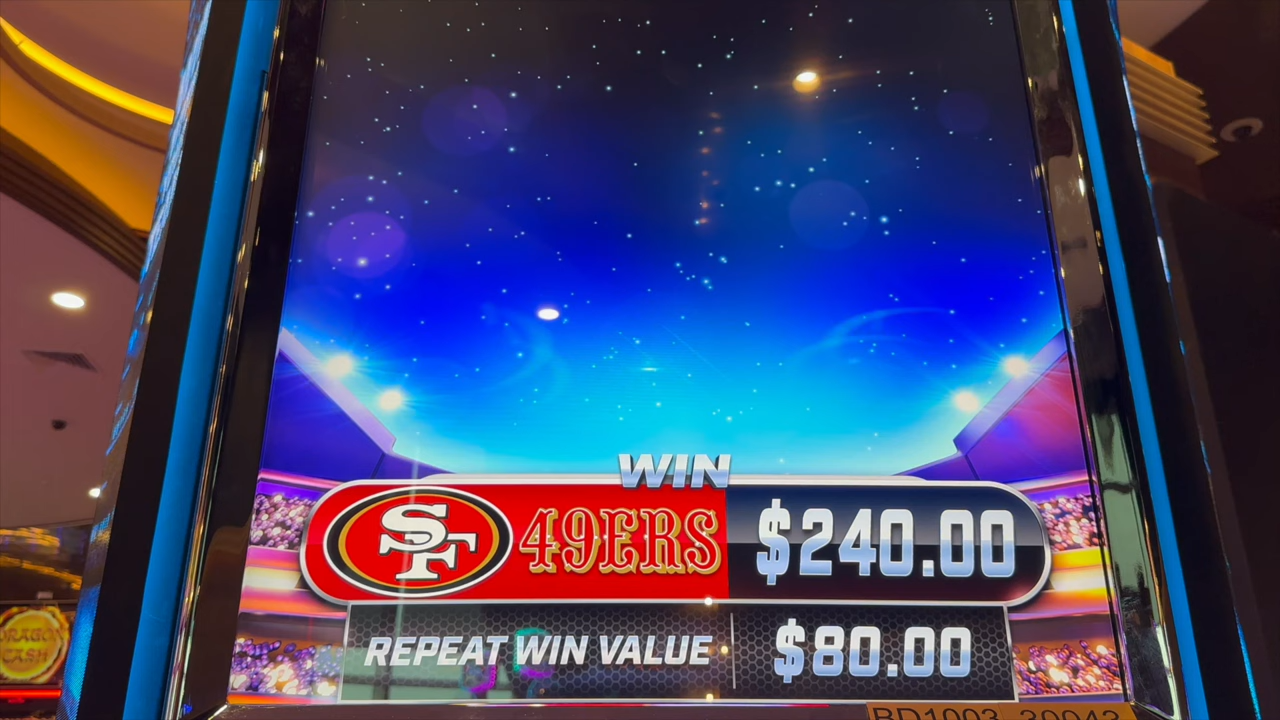 WIN
SF 49ERS $240.00
REPEAT WIN VALUE $80.00
DRAGON
CASH